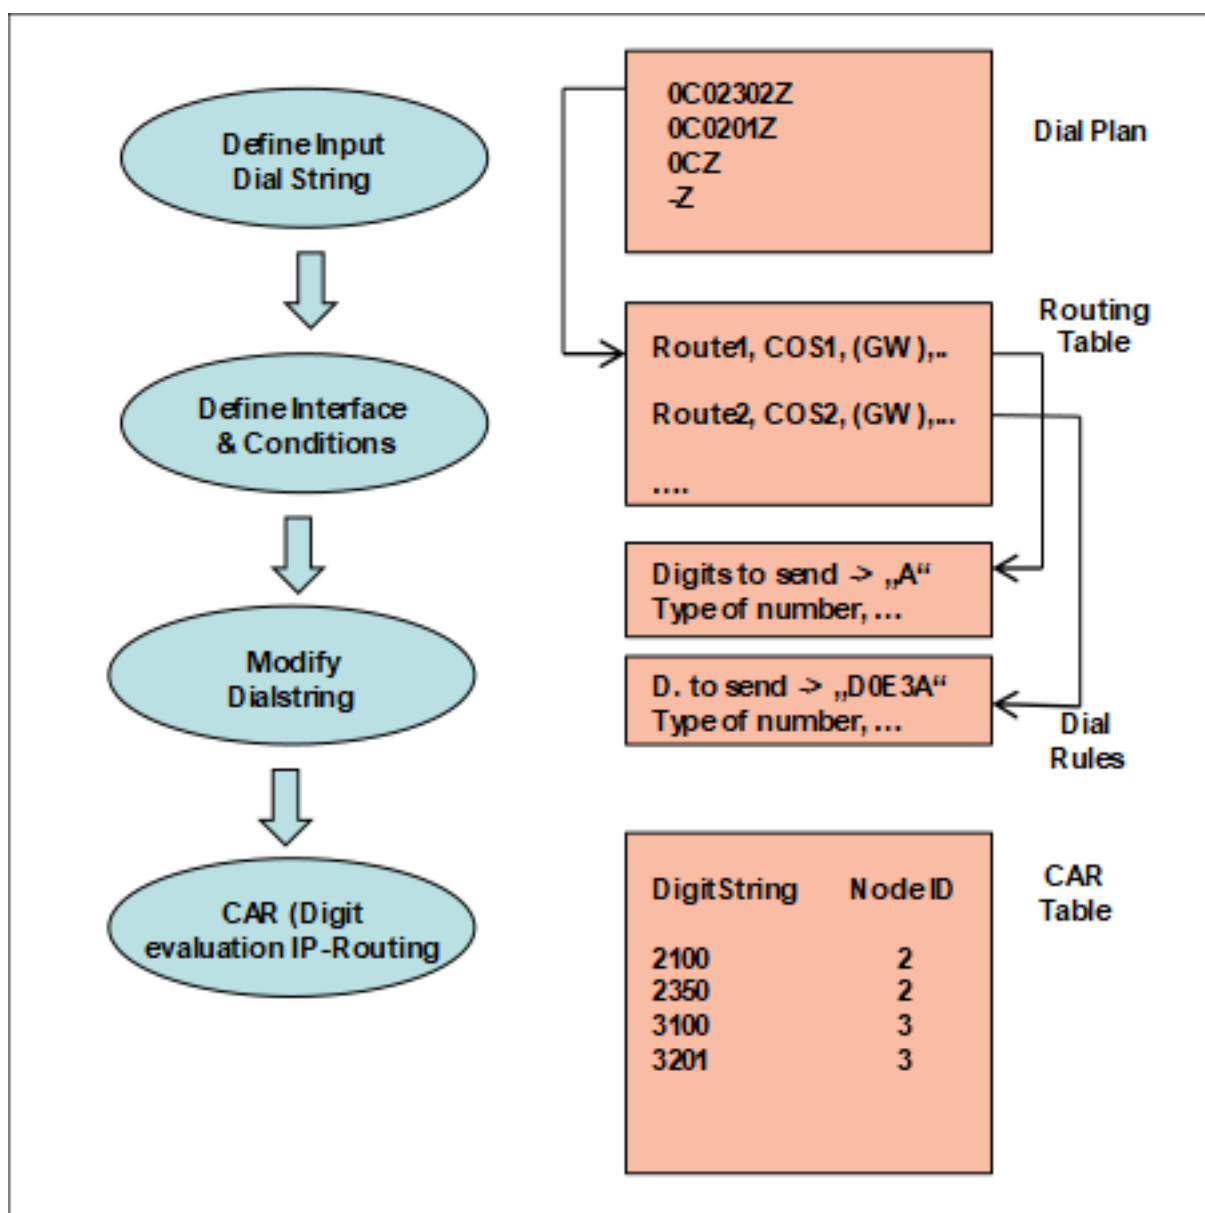 Define Input
Dial String
Define Interface
& Conditions
Modify
Dialstring
CAR (Digit
evaluation IP-Routing
0C02302Z
0C0201Z
0CZ
-Z
Dial Plan
Route1, COS1, (GW ),..
Route2, COS2, (GW ),...
....
Routing
Table
Digits to send -> „A“
Type of number, ...
D. to send -> „D0E3A“
Type of number, ...
Dial
Rules
Digit String Node ID
2100 2
2350 2
3100 3
3201 3
CAR
Table